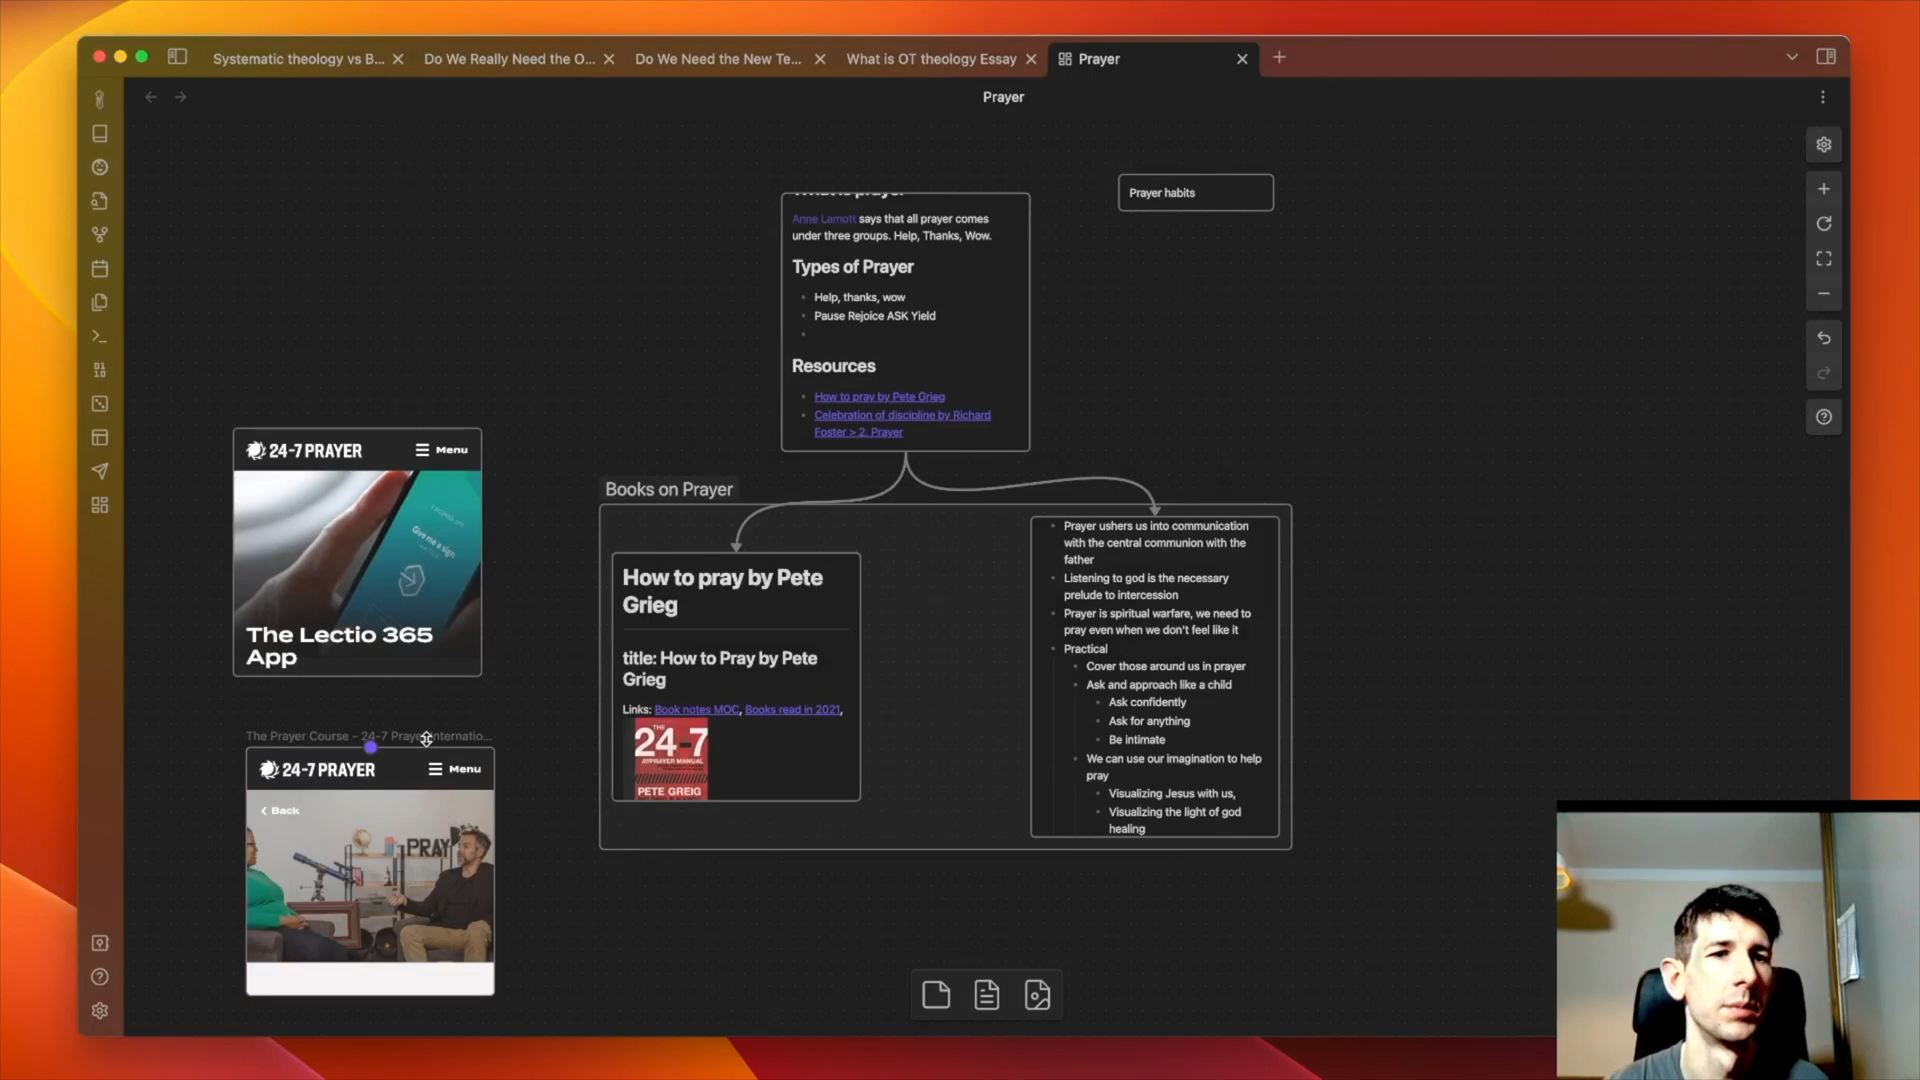 Systematic theology vs B...
Do We Really Need the O...
Do We Need the New Te...
What is OT theology Essay
Prayer
Prayer
Prayer habits
What is prayer
Anne Lamott says that all prayer comes
under three groups. Help, Thanks, Wow.
Types of Prayer
Help, thanks, wow
Pause Rejoice ASK Yield
Resources
How to pray by Pete Grieg
Celebration of discipline by Richard
Foster > 2. Prayer
24-7 PRAYER
Menu
Give me a sign
The Lectio 365
App
Books on Prayer
How to pray by Pete
Grieg
title: How to Pray by Pete
Grieg
Links: Book notes MOC, Books read in 2021,
THE
24-7
PRAYER MANUAL
PETE GREIG
Prayer ushers us into communication
with the central communion with the
father
Listening to god is the necessary
prelude to intercession
Prayer is spiritual warfare, we need to
pray even when we don't feel like it
Practical
Cover those around us in prayer
Ask and approach like a child
Ask confidently
Ask for anything
Be intimate
We can use our imagination to help
pray
Visualizing Jesus with us,
Visualizing the light of god
healing
The Prayer Course – 24-7 Prayer Internatio...
24-7 PRAYER
Menu
Back
PRAY